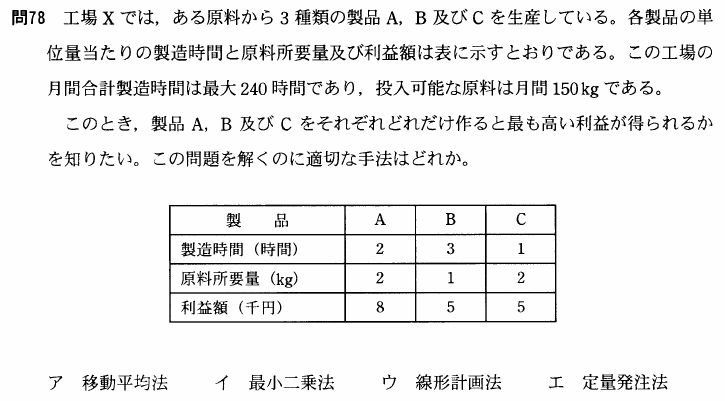 問78 工場Xでは，ある原料から3種類の製品A，B及びCを生産している。各製品の単
位量当たりの製造時間と原料所要量及び利益額は表に示すとおりである。この工場の
月間合計製造時間は最大240時間であり，投入可能な原料は月間150kgである。
このとき，製品A，B及びCをそれぞれどれだけ作ると最も高い利益が得られるか
を知りたい。この問題を解くのに適切な手法はどれか。
製 品 A B C
製造時間（時間） 2 3 1
原料所要量（kg） 2 1 2
利益額（千円） 8 5 5
ア 移動平均法 イ 最小二乗法 ウ 線形計画法 エ 定量発注法